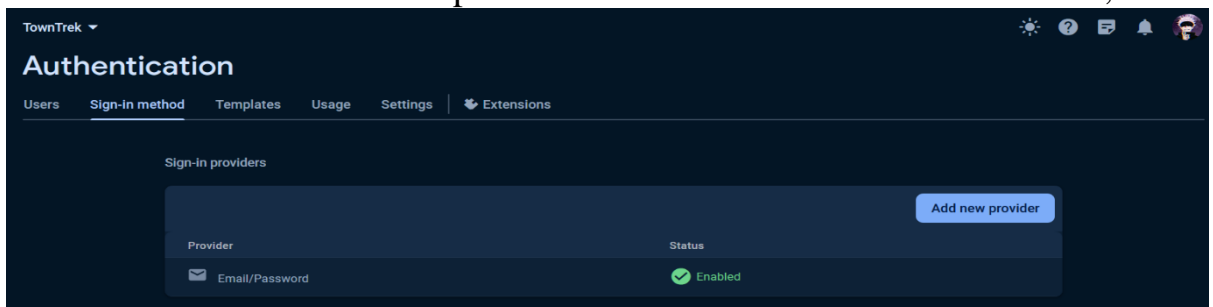 TownTrek
Authentication
Users Sign-in method Templates Usage Settings Extensions
Sign-in providers
Add new provider
Provider Status
Email/Password Enabled